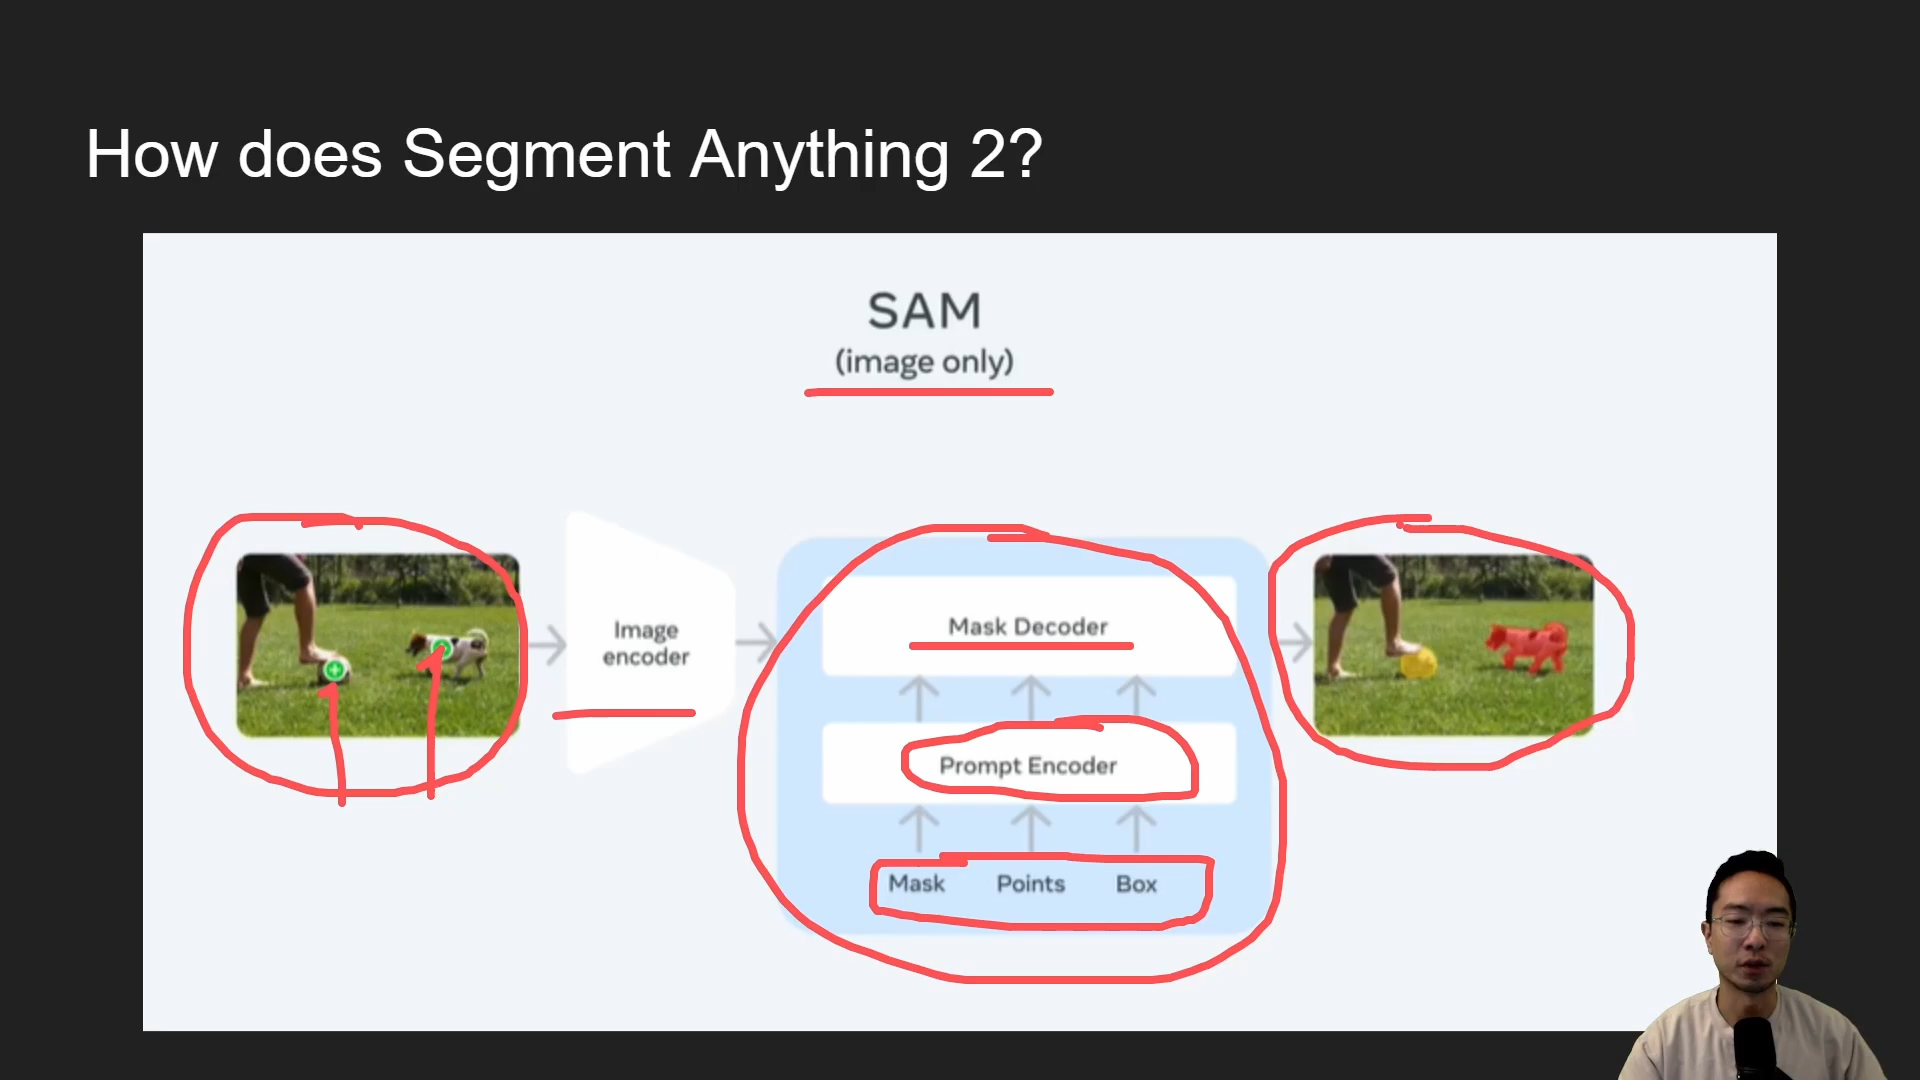 How does Segment Anything 2?
SAM
(image only)
Image
encoder
Mask Decoder
Prompt Encoder
Mask Points Box